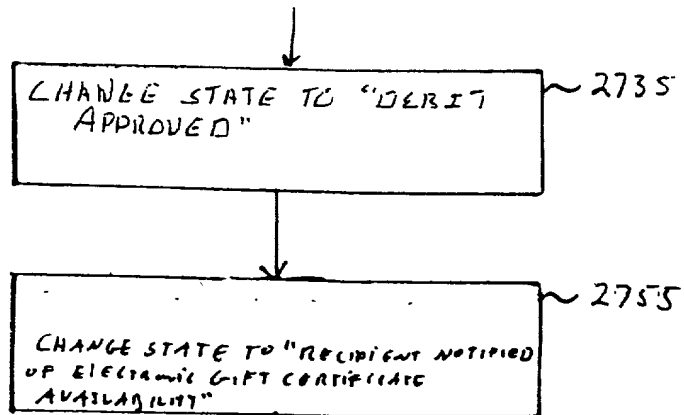 CHANGE STATE TO "DEBIT
APPROVED"
2735
CHANGE STATE TO "RECIPIENT NOTIFIED
OF ELECTRONIC GIFT CERTIFICATE
AVAILABILITY"
2755